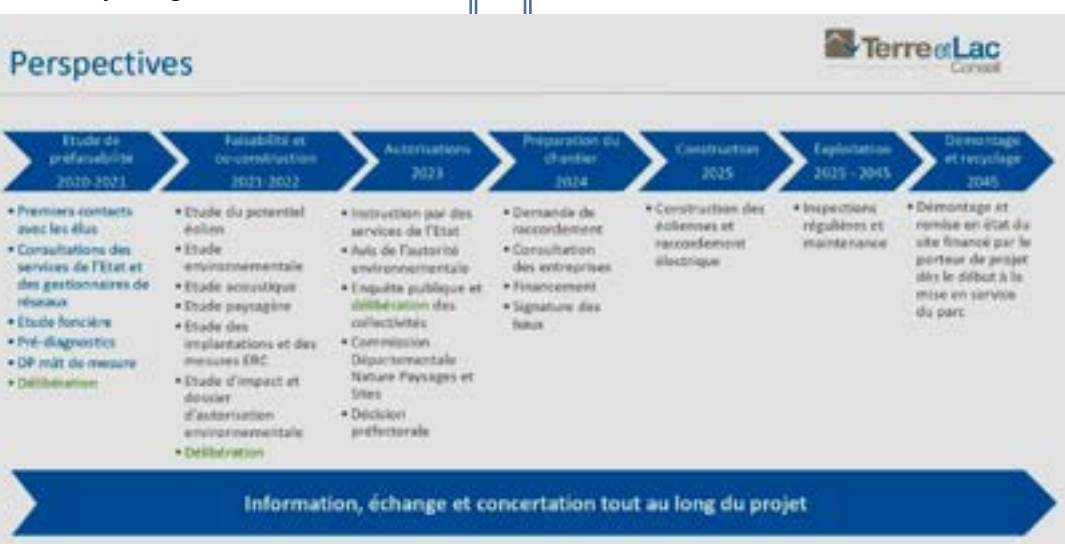 Perspectives
Terre et Lac
Conseil
Etude de
préfaisabilité
2020-2021
Faisabilité et
co-construction
2021-2022
Autorisations
2023
Préparation du
chantier
2024
Construction
2025
Exploitation
2025 - 2045
Démontage
et recyclage
2045
• Premiers contacts
avec les élus
• Consultations des
services de l'Etat et
des gestionnaires de
réseaux
• Etude foncière
• Pré-diagnostics
• DP mât de mesure
• Délibération
• Etude du potentiel
éolien
• Etude
environnementale
• Etude acoustique
• Etude paysagère
• Etude des
implantations et des
mesures ERC
• Etude d'impact et
dossier
d'autorisation
environnementale
• Délibération
• Instruction par des
services de l'Etat
• Avis de l'autorité
environnementale
• Enquête publique et
délibération des
collectivités
• Commission
Départementale
Nature Paysages et
Sites
• Décision
préfectorale
• Demande de
raccordement
• Consultation
des entreprises
• Financement
• Signature des
baux
• Construction des
éoliennes et
raccordement
électrique
• Inspections
régulières et
maintenance
• Démontage et
remise en état du
site financé par le
porteur de projet
dès le début à la
mise en service
du parc
Information, échange et concertation tout au long du projet